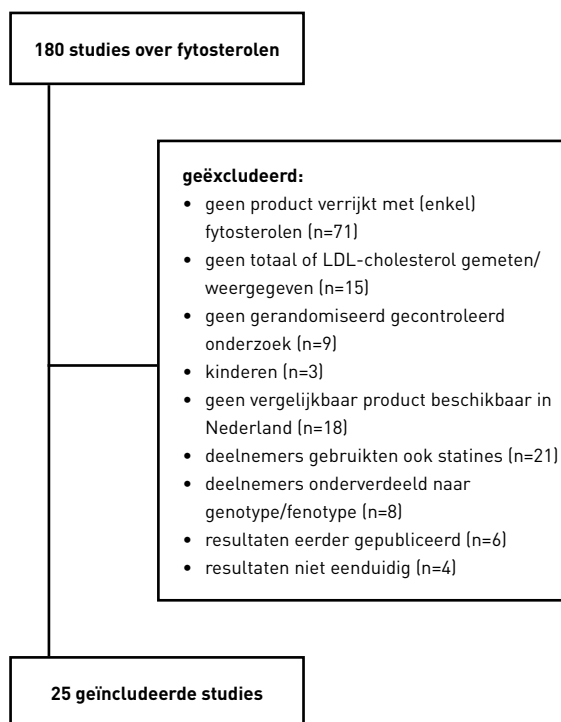 180 studies over fytosterolen
geëxcludeerd:
• geen product verrijkt met (enkel)
fytosterolen (n=71)
• geen totaal of LDL-cholesterol gemeten/
weergegeven (n=15)
• geen gerandomiseerd gecontroleerd
onderzoek (n=9)
• kinderen (n=3)
• geen vergelijkbaar product beschikbaar in
Nederland (n=18)
• deelnemers gebruikten ook statines (n=21)
• deelnemers onderverdeeld naar
genotype/fenotype (n=8)
• resultaten eerder gepubliceerd (n=6)
• resultaten niet eenduidig (n=4)
25 geïncludeerde studies